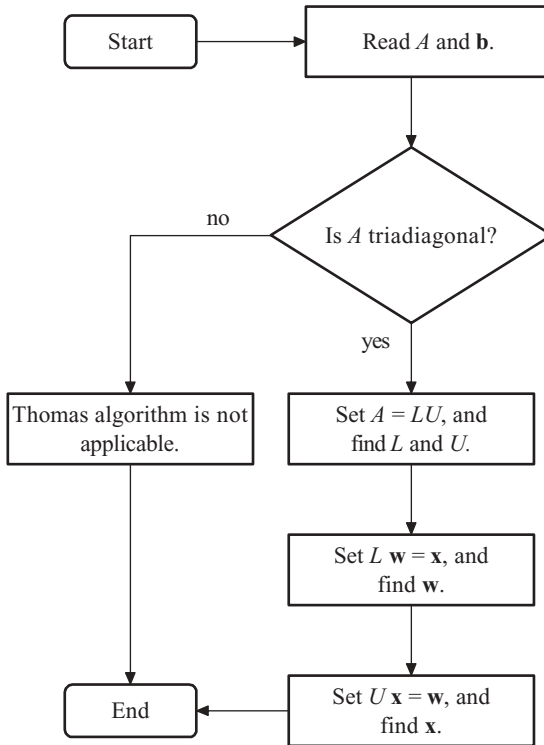 Start
Read A and b.
Is A triadiagonal?
no
yes
Thomas algorithm is not
applicable.
Set A = LU, and
find L and U.
Set L w = x, and
find w.
Set U x = w, and
find x.
End